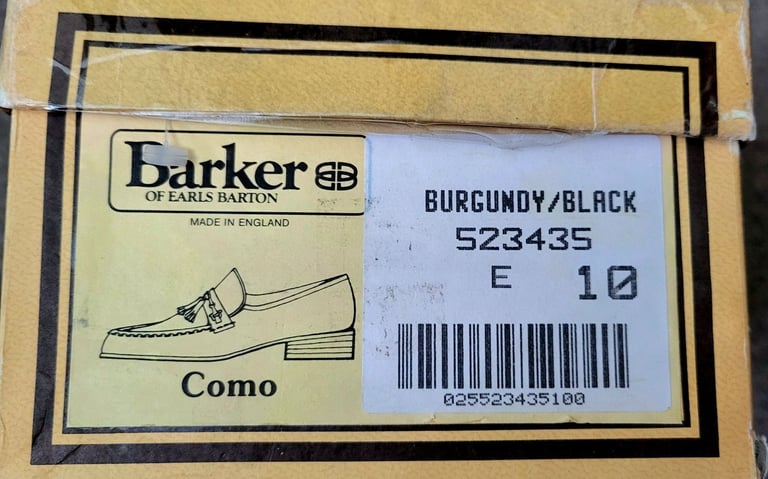 Barker
OF EARLS BARTON
MADE IN ENGLAND
Como
BURGUNDY/BLACK
523435
E 10
025523435100